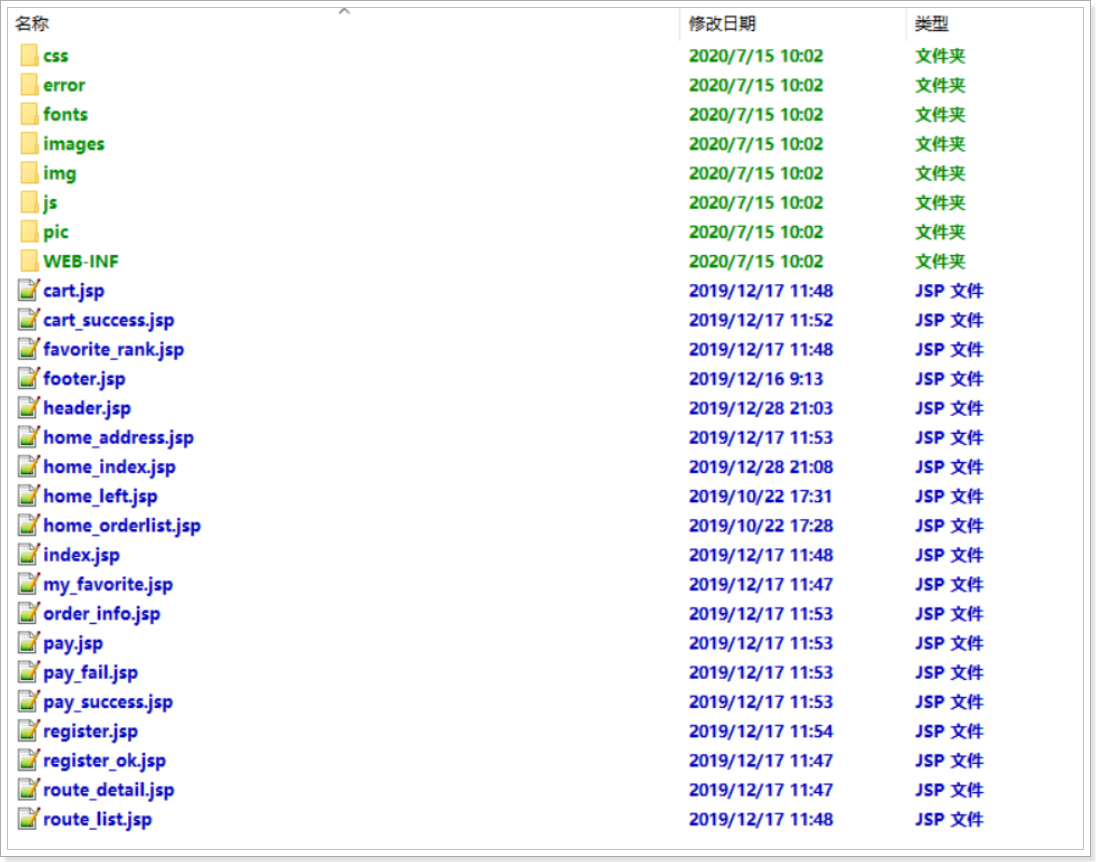 名称 修改日期 类型
css 2020/7/15 10:02 文件夹
error 2020/7/15 10:02 文件夹
fonts 2020/7/15 10:02 文件夹
images 2020/7/15 10:02 文件夹
img 2020/7/15 10:02 文件夹
js 2020/7/15 10:02 文件夹
pic 2020/7/15 10:02 文件夹
WEB-INF 2020/7/15 10:02 文件夹
cart.jsp 2019/12/17 11:48 JSP 文件
cart_success.jsp 2019/12/17 11:52 JSP 文件
favorite_rank.jsp 2019/12/17 11:48 JSP 文件
footer.jsp 2019/12/16 9:13 JSP 文件
header.jsp 2019/12/28 21:03 JSP 文件
home_address.jsp 2019/12/17 11:53 JSP 文件
home_index.jsp 2019/12/28 21:08 JSP 文件
home_left.jsp 2019/10/22 17:31 JSP 文件
home_orderlist.jsp 2019/10/22 17:28 JSP 文件
index.jsp 2019/12/17 11:48 JSP 文件
my_favorite.jsp 2019/12/17 11:47 JSP 文件
order_info.jsp 2019/12/17 11:53 JSP 文件
pay.jsp 2019/12/17 11:53 JSP 文件
pay_fail.jsp 2019/12/17 11:53 JSP 文件
pay_success.jsp 2019/12/17 11:53 JSP 文件
register.jsp 2019/12/17 11:54 JSP 文件
register_ok.jsp 2019/12/17 11:47 JSP 文件
route_detail.jsp 2019/12/17 11:47 JSP 文件
route_list.jsp 2019/12/17 11:48 JSP 文件